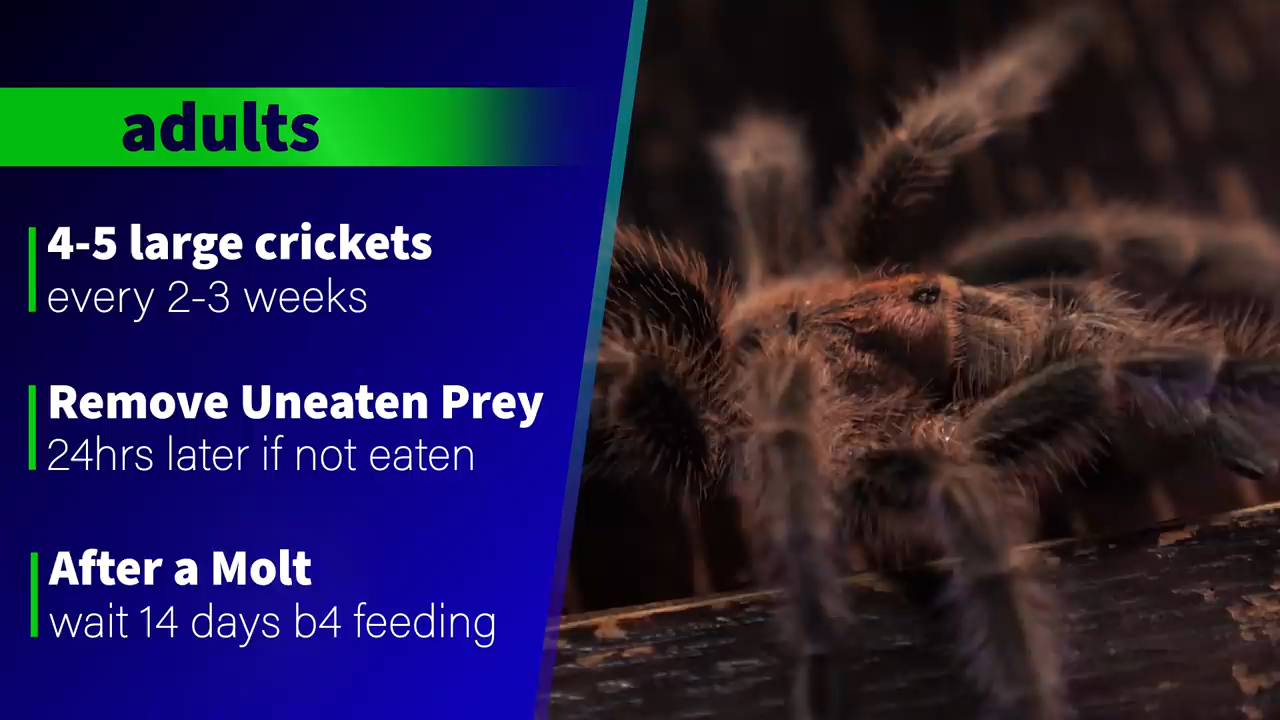 adults
4-5 large crickets
every 2-3 weeks
Remove Uneaten Prey
24hrs later if not eaten
After a Molt
wait 14 days b4 feeding